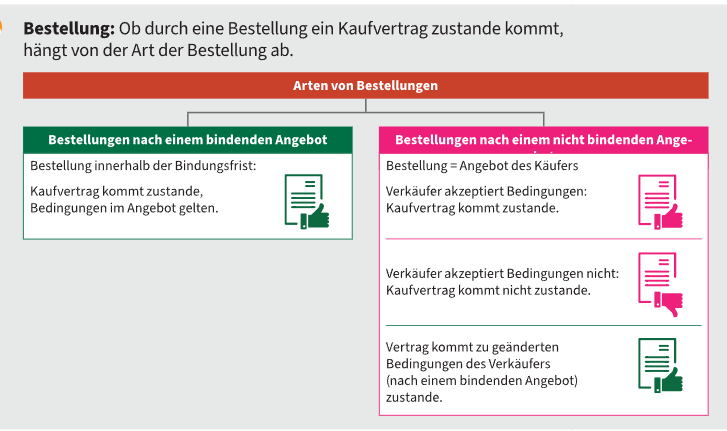 Bestellung: Ob durch eine Bestellung ein Kaufvertrag zustande kommt,
hängt von der Art der Bestellung ab.
Arten von Bestellungen
Bestellungen nach einem bindenden Angebot
Bestellung innerhalb der Bindungsfrist:
Kaufvertrag kommt zustande,
Bedingungen im Angebot gelten.
Bestellungen nach einem nicht bindenden Ange-
Bestellung = Angebot des Käufers
Verkäufer akzeptiert Bedingungen:
Kaufvertrag kommt zustande.
Verkäufer akzeptiert Bedingungen nicht:
Kaufvertrag kommt nicht zustande.
Vertrag kommt zu geänderten
Bedingungen des Verkäufers
(nach einem bindenden Angebot)
zustande.